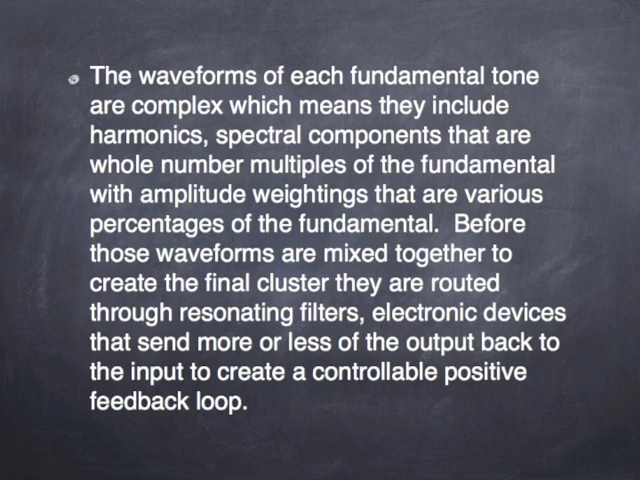 The waveforms of each fundamental tone
are complex which means they include
harmonics, spectral components that are
whole number multiples of the fundamental
with amplitude weightings that are various
percentages of the fundamental.  Before
those waveforms are mixed together to
create the final cluster they are routed
through resonating filters, electronic devices
that send more or less of the output back to
the input to create a controllable positive
feedback loop.